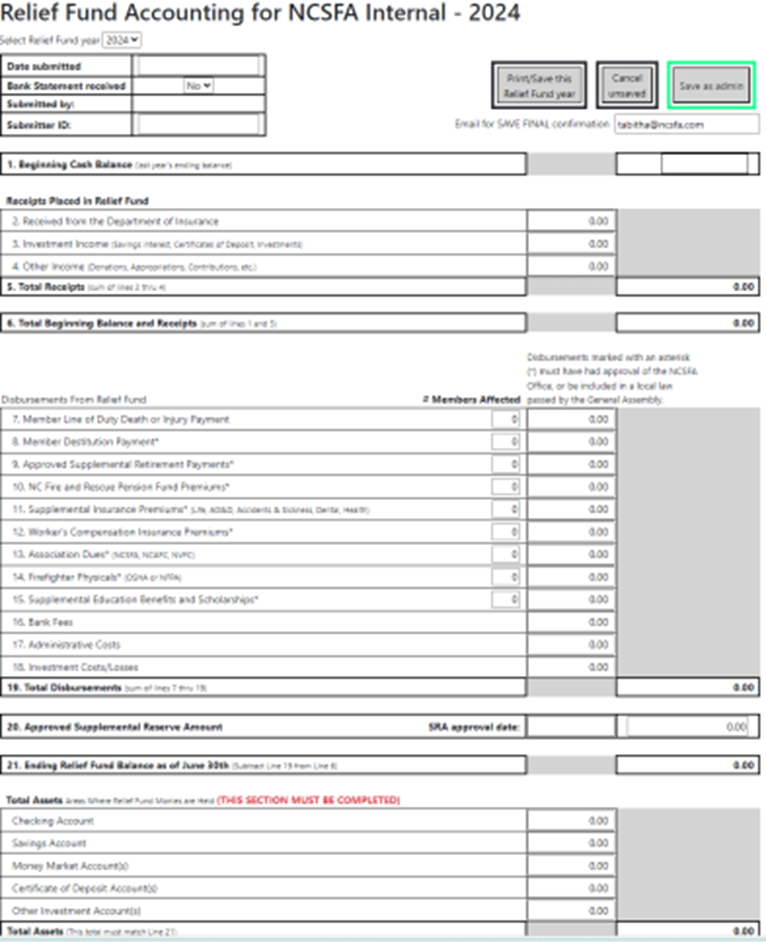 Relief Fund Accounting for NCSFA Internal - 2024
Select Relief Fund year 2024
Date submitted
Bank Statement received No
Submitted by:
Submitter ID:
Print/Save this Relief Fund year
Cancel unsaved
Save as admin
Email for SAVE FINAL confirmation tabitha@ncsfa.com
1. Beginning Cash Balance (last year's ending balance)
Receipts Placed in Relief Fund
2. Received from the Department of Insurance 0.00
3. Investment Income (Savings interest, Certificates of Deposit, Investments) 0.00
4. Other Income (Donations, Appropriations, Contributions, etc.) 0.00
5. Total Receipts (sum of lines 2 thru 4) 0.00
6. Total Beginning Balance and Receipts (sum of lines 1 and 5) 0.00
Disbursements marked with an asterisk
(*) must have had approval of the NCSFA
Office, or be included in a local law
passed by the General Assembly.
Disbursements From Relief Fund # Members Affected
7. Member Line of Duty Death or Injury Payment 0 0.00
8. Member Destitution Payment* 0 0.00
9. Approved Supplemental Retirement Payments* 0 0.00
10. NC Fire and Rescue Pension Fund Premiums* 0 0.00
11. Supplemental Insurance Premiums* (Life, AD&D, Accidents & Sickness, Dental, Health) 0 0.00
12. Worker's Compensation Insurance Premiums* 0 0.00
13. Association Dues* (NCSFA, NCAFC, NVFC) 0 0.00
14. Firefighter Physicals* (OSHA or NFPA) 0 0.00
15. Supplemental Education Benefits and Scholarships* 0 0.00
16. Bank Fees 0.00
17. Administrative Costs 0.00
18. Investment Costs/Losses 0.00
19. Total Disbursements (sum of lines 7 thru 18) 0.00
20. Approved Supplemental Reserve Amount SRA approval date: 0.00
21. Ending Relief Fund Balance as of June 30th (Subtract Line 19 from Line 6) 0.00
Total Assets Areas Where Relief Fund Monies are Held (THIS SECTION MUST BE COMPLETED)
Checking Account 0.00
Savings Account 0.00
Money Market Account(s) 0.00
Certificate of Deposit Account(s) 0.00
Other Investment Account(s) 0.00
Total Assets (This total must match Line 21) 0.00